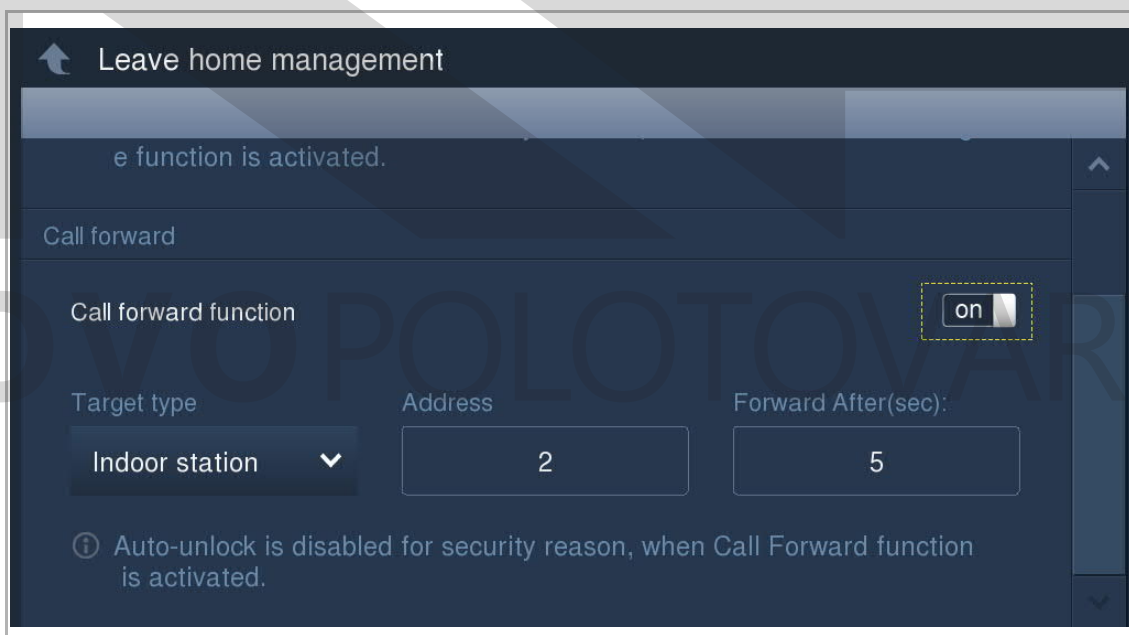 Leave home management
e function is activated.
Call forward
Call forward function
on
Target type Address Forward After(sec):
Indoor station 2 5
Auto-unlock is disabled for security reason, when Call Forward function
is activated.
OVOPOLOTOVAR